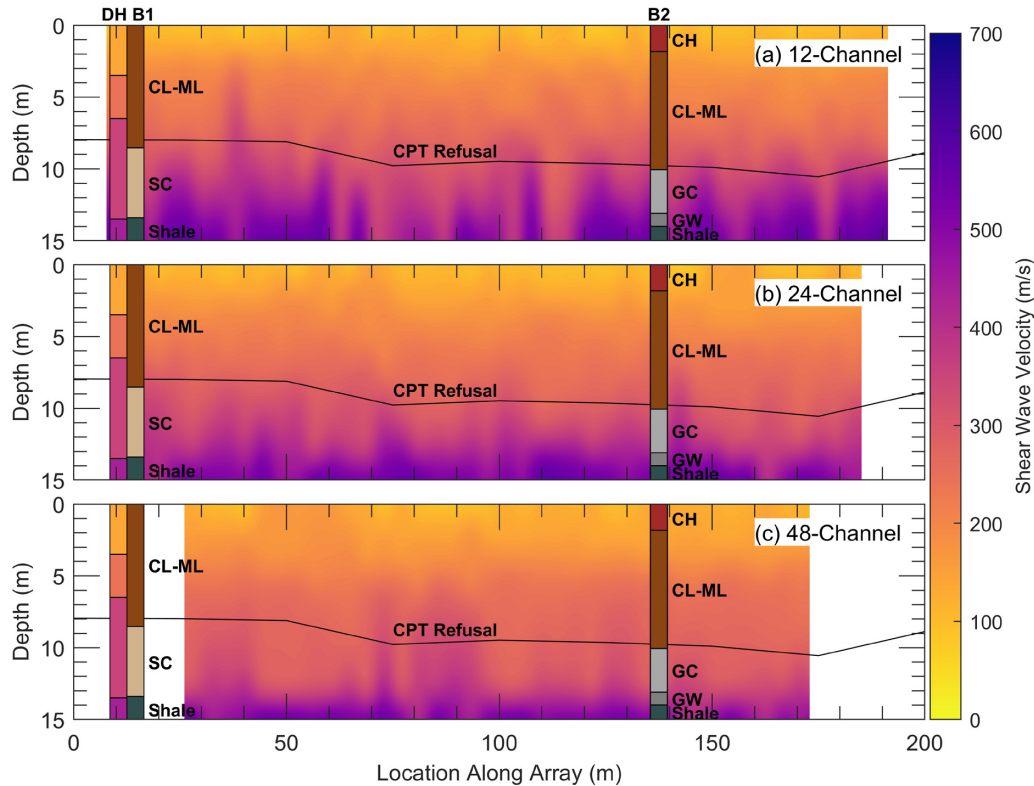 DH B1 B2
0
5
10
15
Depth (m)
CL-ML
SC
Shale
CPT Refusal
CH
CL-ML
GC
GW
Shale
(a) 12-Channel
0
5
10
15
Depth (m)
CL-ML
SC
Shale
CPT Refusal
CH
CL-ML
GC
GW
Shale
(b) 24-Channel
0
5
10
15
Depth (m)
CL-ML
SC
Shale
CPT Refusal
CH
CL-ML
GC
GW
Shale
(c) 48-Channel
0 50 100 150 200
Location Along Array (m)
700
600
500
400
300
200
100
0
Shear Wave Velocity (m/s)